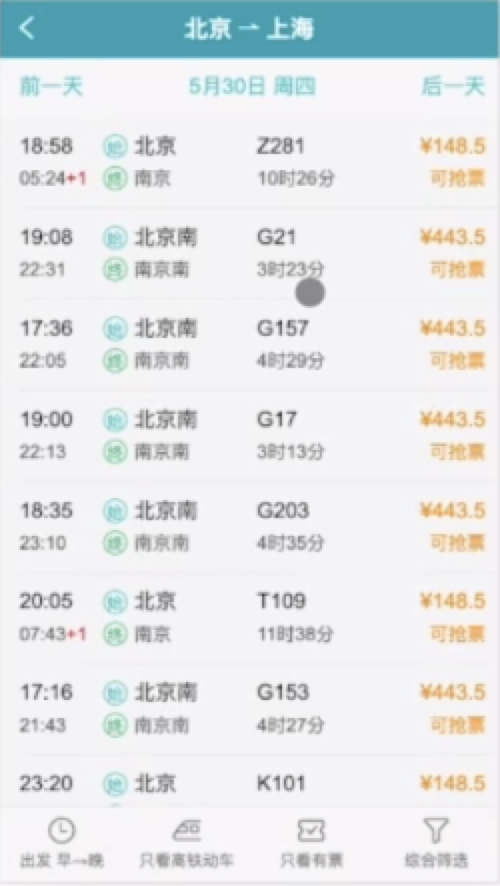 北京 → 上海
前一天 5月30日 周四 后一天
18:58 始 北京 Z281 ¥148.5
05:24+1 终 南京 10时26分 可抢票
19:08 始 北京南 G21 ¥443.5
22:31 终 南京南 3时23分 可抢票
17:36 始 北京南 G157 ¥443.5
22:05 终 南京南 4时29分 可抢票
19:00 始 北京南 G17 ¥443.5
22:13 终 南京南 3时13分 可抢票
18:35 始 北京南 G203 ¥443.5
23:10 终 南京南 4时35分 可抢票
20:05 始 北京 T109 ¥148.5
07:43+1 终 南京 11时38分 可抢票
17:16 始 北京南 G153 ¥443.5
21:43 终 南京南 4时27分 可抢票
23:20 始 北京 K101 ¥148.5
出发 早→晚 只看高铁动车 只看有票 综合筛选